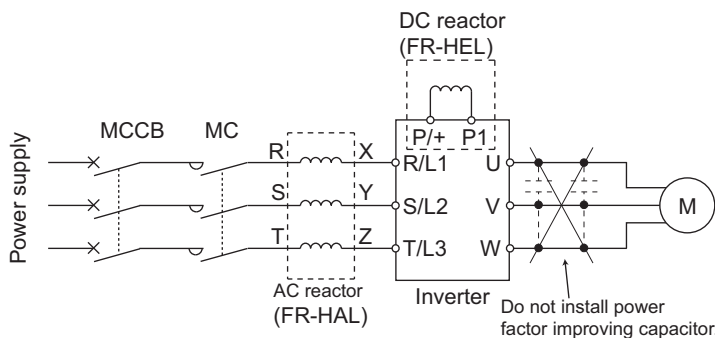 DC reactor
(FR-HEL)
MCCB
MC
P/+ P1
Power supply
R X R/L1 U
S Y S/L2 V M
T Z T/L3 W
AC reactor
(FR-HAL)
Inverter
Do not install power
factor improving capacitor